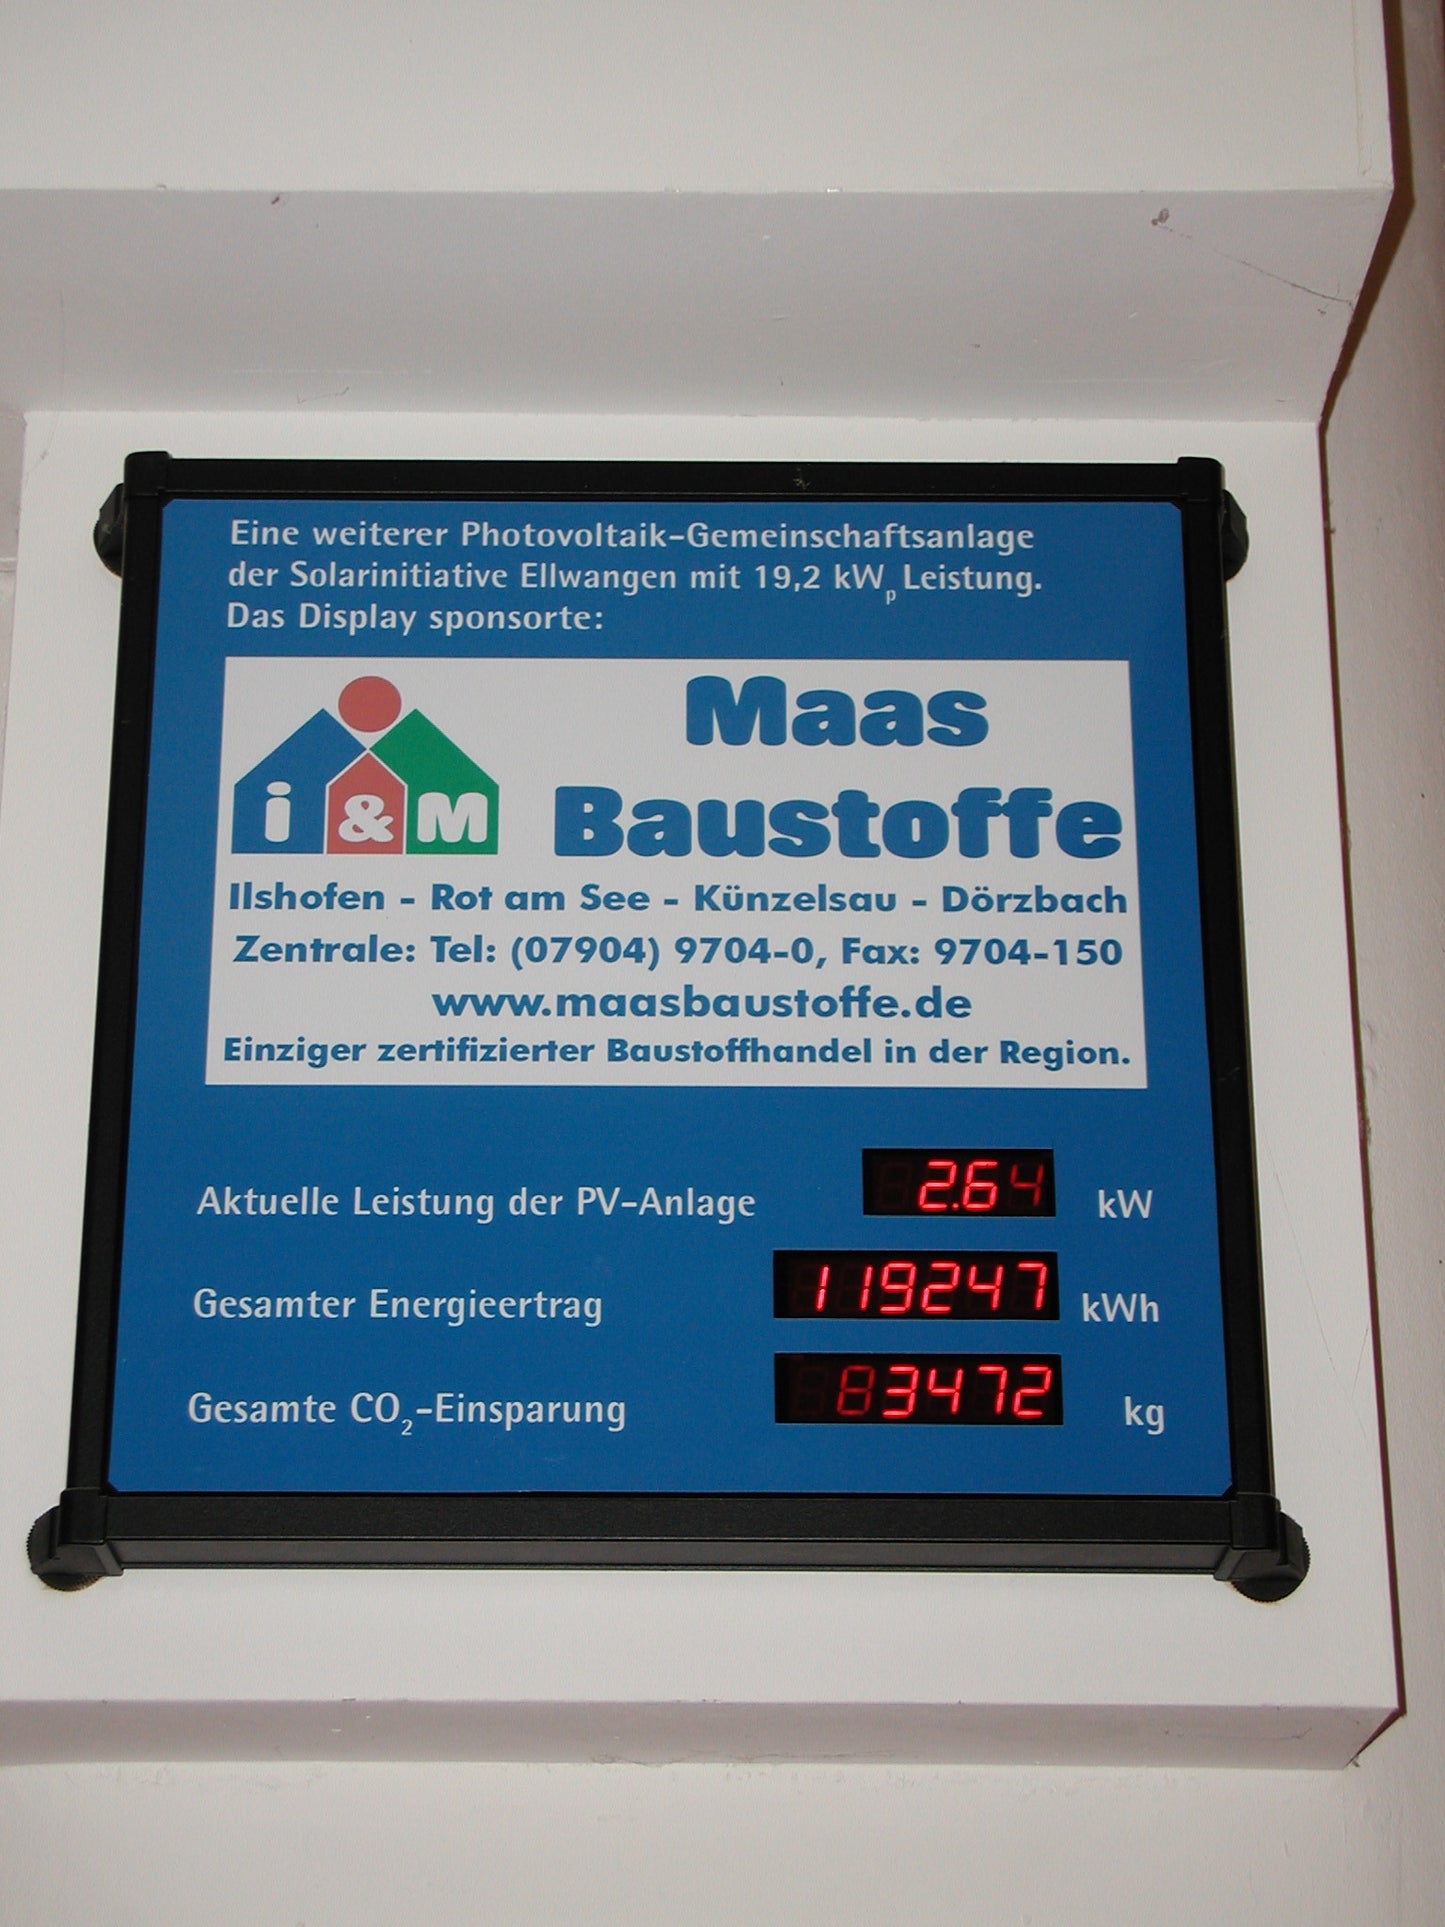 Eine weiterer Photovoltaik-Gemeinschaftsanlage
der Solarinitiative Ellwangen mit 19,2 kWp Leistung.
Das Display sponsorte:
i&M
Maas
Baustoffe
Ilshofen - Rot am See - Künzelsau - Dörzbach
Zentrale: Tel: (07904) 9704-0, Fax: 9704-150
www.maasbaustoffe.de
Einziger zertifizierter Baustoffhandel in der Region.
Aktuelle Leistung der PV-Anlage 2.64 kW
Gesamter Energieertrag 119247 kWh
Gesamte CO₂-Einsparung 83472 kg